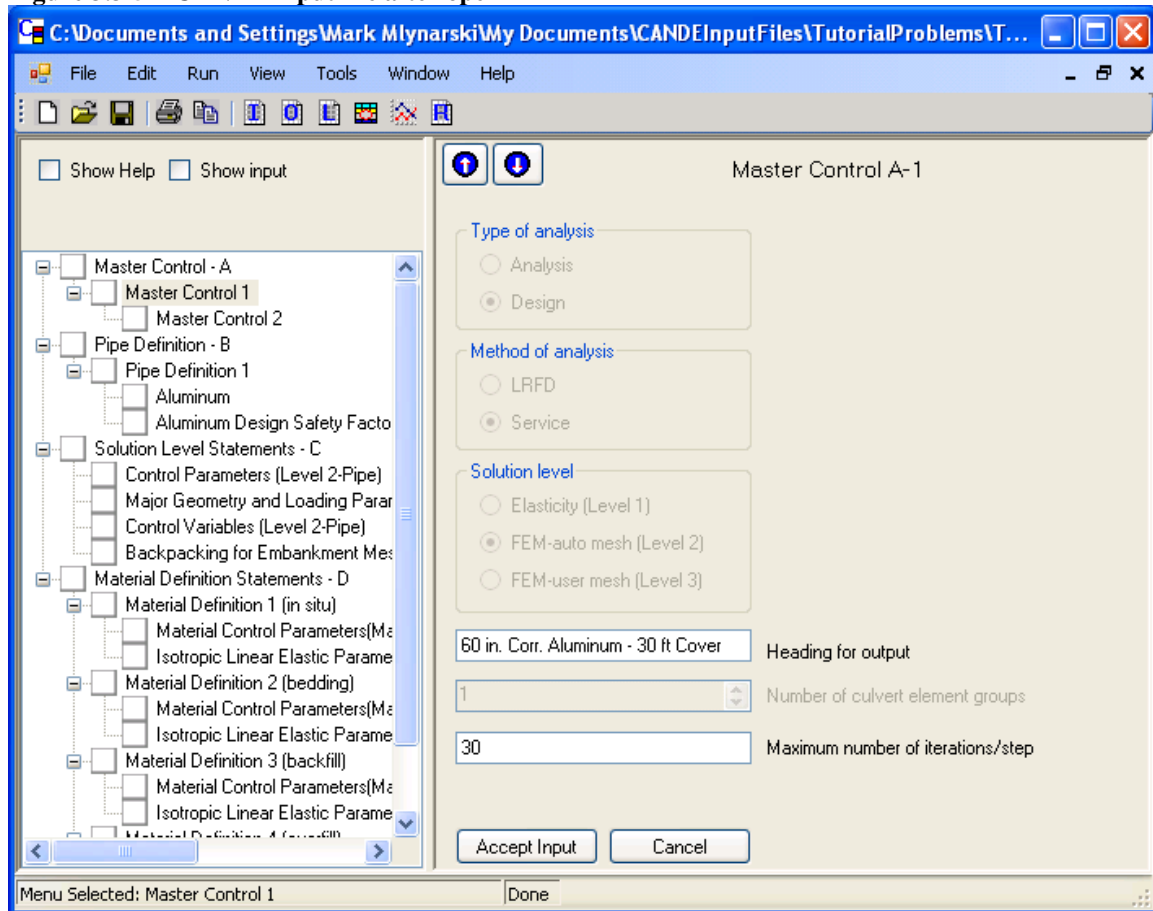 C:\Documents and Settings\Mark Mlynarski\My Documents\CANDEInputFiles\TutorialProblems\T...
File Edit Run View Tools Window Help
Show Help Show input
Master Control A-1
Master Control - A
Master Control 1
Master Control 2
Pipe Definition - B
Pipe Definition 1
Aluminum
Aluminum Design Safety Facto
Solution Level Statements - C
Control Parameters (Level 2-Pipe)
Major Geometry and Loading Parar
Control Variables (Level 2-Pipe)
Backpacking for Embankment Mes
Material Definition Statements - D
Material Definition 1 (in situ)
Material Control Parameters(Ma
Isotropic Linear Elastic Parame
Material Definition 2 (bedding)
Material Control Parameters(Ma
Isotropic Linear Elastic Parame
Material Definition 3 (backfill)
Material Control Parameters(Ma
Isotropic Linear Elastic Parame
Material Definition 4 (overfill)
Type of analysis
Analysis
Design
Method of analysis
LRFD
Service
Solution level
Elasticity (Level 1)
FEM-auto mesh (Level 2)
FEM-user mesh (Level 3)
60 in. Corr. Aluminum - 30 ft Cover Heading for output
1 Number of culvert element groups
30 Maximum number of iterations/step
Accept Input Cancel
Menu Selected: Master Control 1 Done